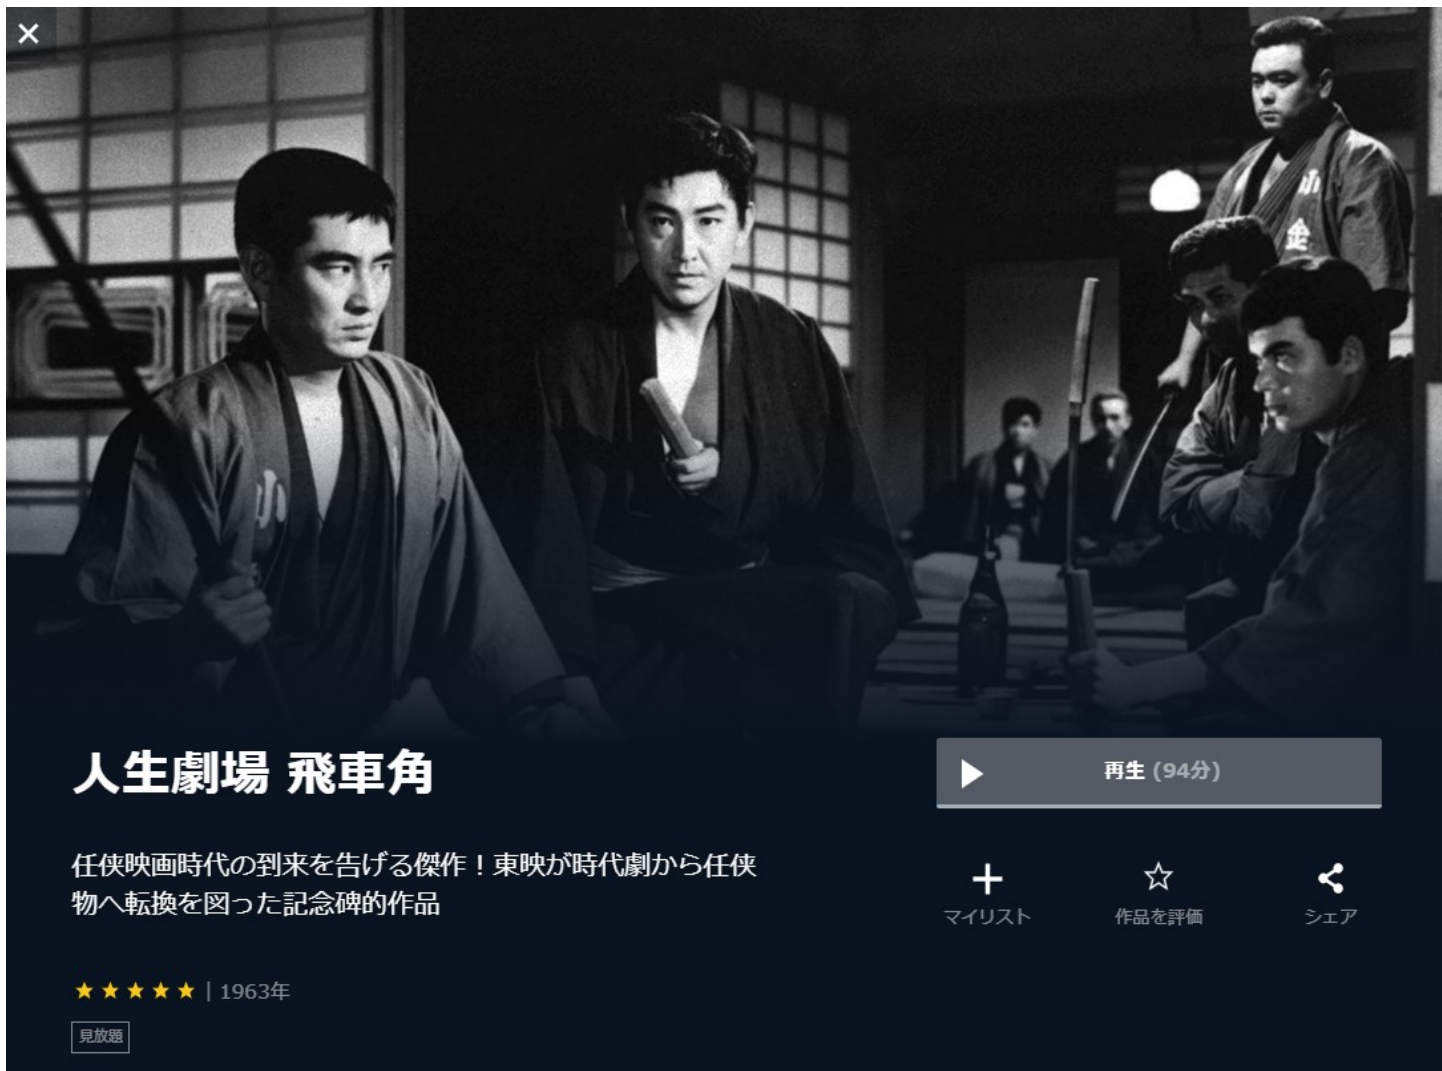 小
金
小
人生劇場 飛車角
再生 (94分)
任侠映画時代の到来を告げる傑作！東映が時代劇から任侠
物へ転換を図った記念碑的作品
マイリスト
作品を評価
シェア
| 1963年
見放題